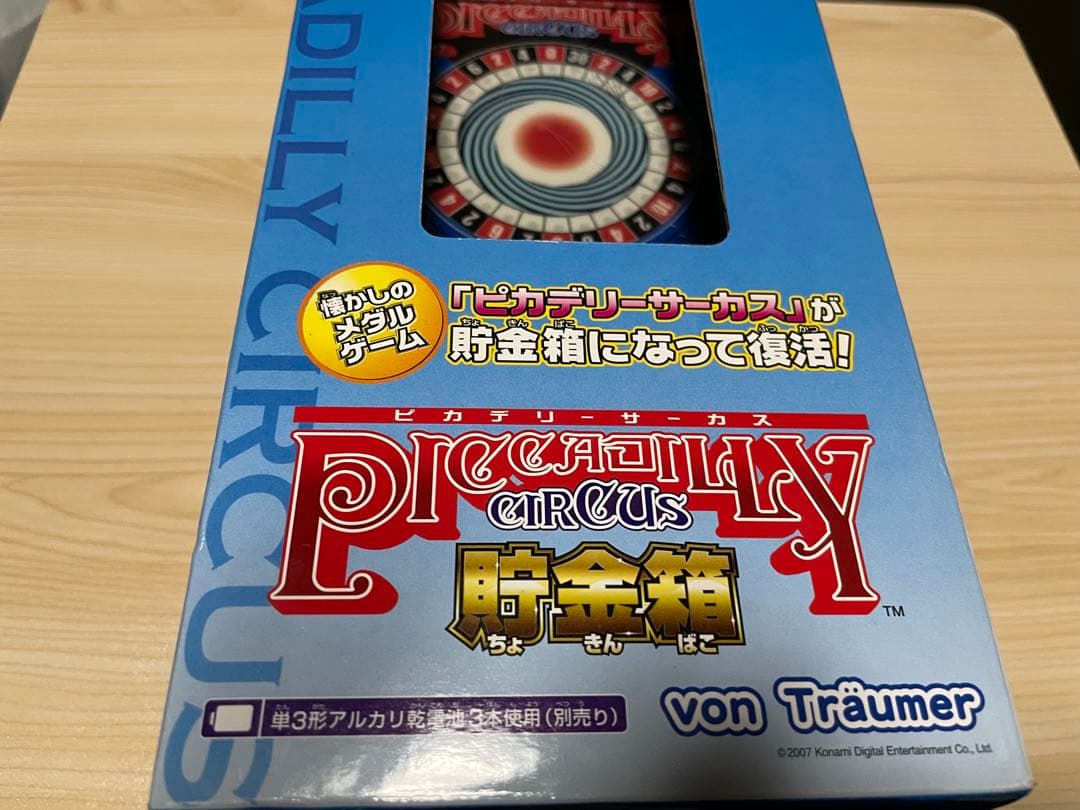 ADILLY CIRCUS
PICCADILLY
CIRCUS
懐かしの
メダル
ゲーム
「ピカデリーサーカス」が
貯金箱になって復活!
ピカデリーサーカス
PICCADILLY
CIRCUS
貯金箱
ちょ きん ばこ
TM
単3形アルカリ乾電池3本使用(別売り)
von Träumer
©2007 Konami Digital Entertainment Co., Ltd.